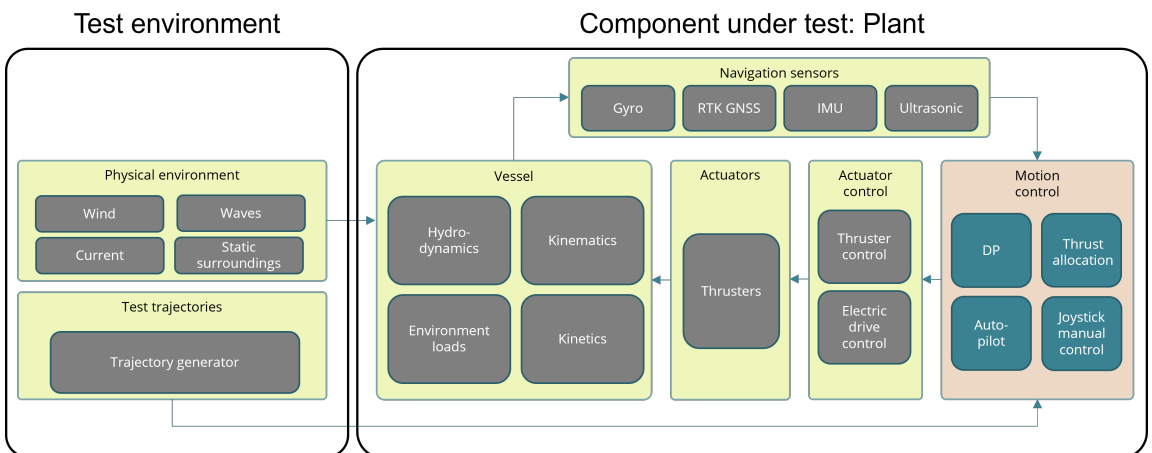 Test environment
Component under test: Plant
Navigation sensors
Gyro
RTK GNSS
IMU
Ultrasonic
Physical environment
Wind
Waves
Current
Static
surroundings
Test trajectories
Trajectory generator
Vessel
Hydro-
dynamics
Kinematics
Environment
loads
Kinetics
Actuators
Thrusters
Actuator
control
Thruster
control
Electric
drive
control
Motion
control
DP
Thrust
allocation
Auto-
pilot
Joystick
manual
control